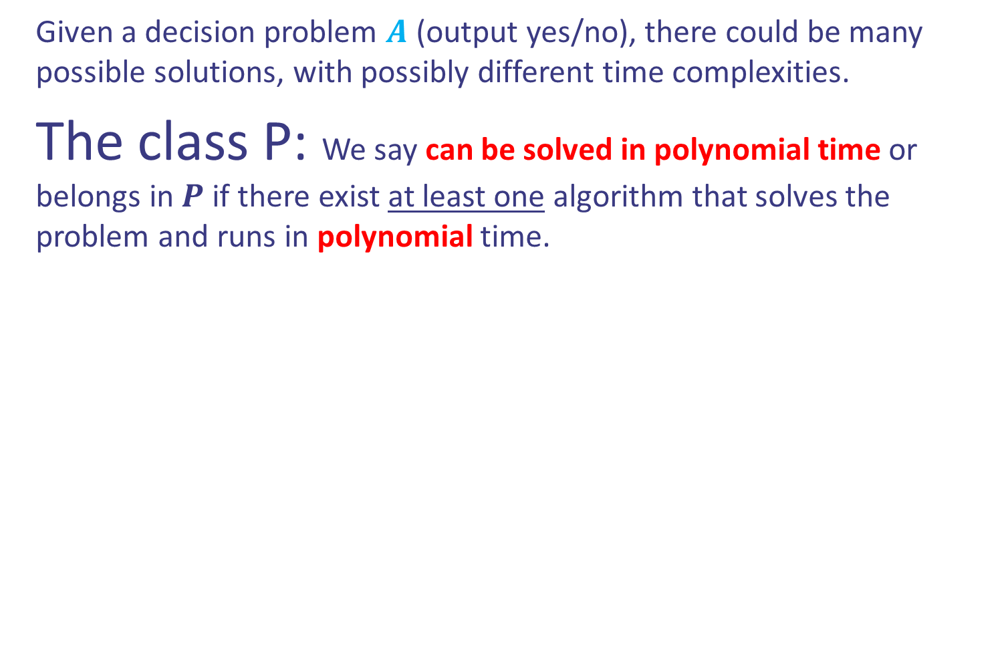 Given a decision problem A (output yes/no), there could be many
possible solutions, with possibly different time complexities.
The class P: We say can be solved in polynomial time or
belongs in P if there exist at least one algorithm that solves the
problem and runs in polynomial time.